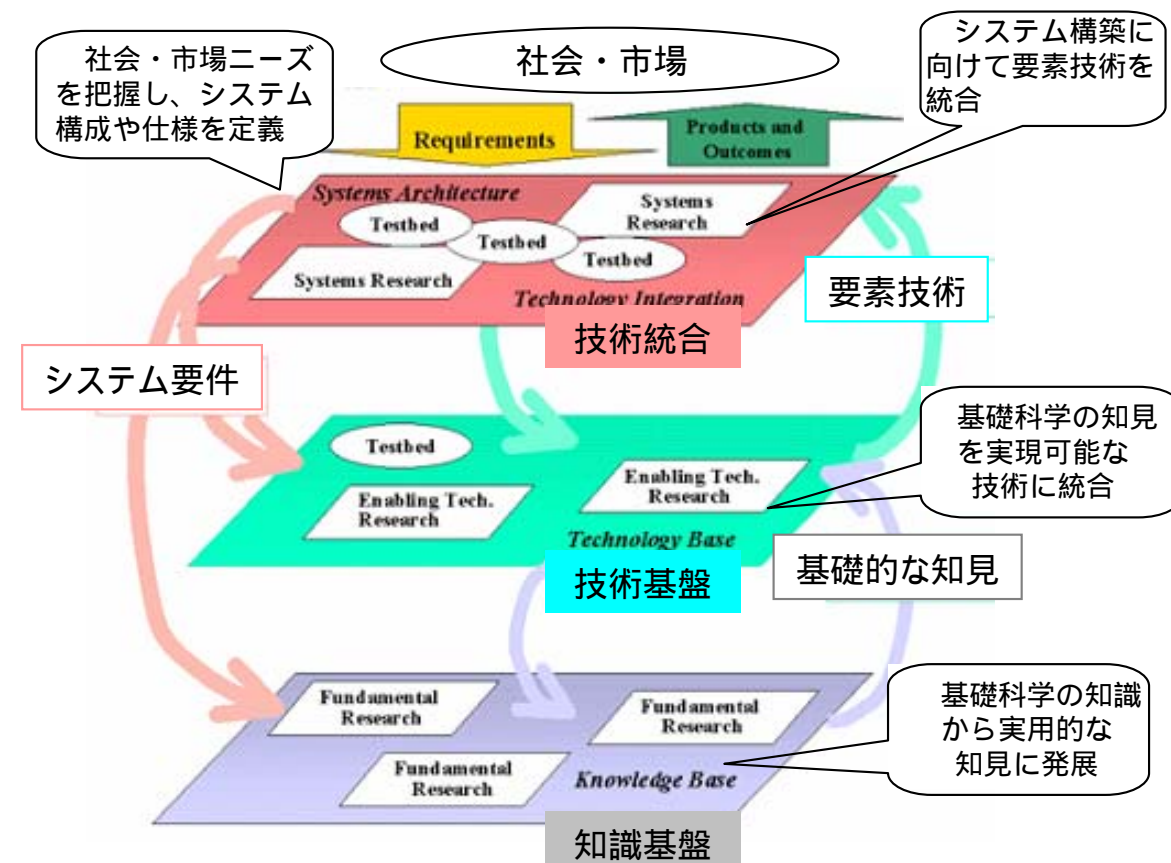 社会・市場ニーズ
を把握し、システム
構成や仕様を定義
社会・市場
システム構築に
向けて要素技術を
統合
Requirements
Products and
Outcomes
Systems Architecture
Testbed
Testbed
Testbed
Systems
Research
Systems Research
Technology Integration
技術統合
要素技術
システム要件
Testbed
Enabling Tech.
Research
Enabling Tech.
Research
Technology Base
技術基盤
基礎科学の知見
を実現可能な
技術に統合
基礎的な知見
Fundamental
Research
Fundamental
Research
Fundamental
Research
Knowledge Base
知識基盤
基礎科学の知識
から実用的な
知見に発展